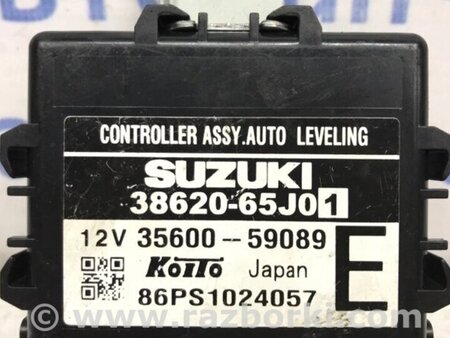 CONTROLLER ASSY.AUTO LEVELING
SUZUKI
38620-65J01
12V 35600--59089 E
KOITO Japan
86PS1024057
www.razborki.com